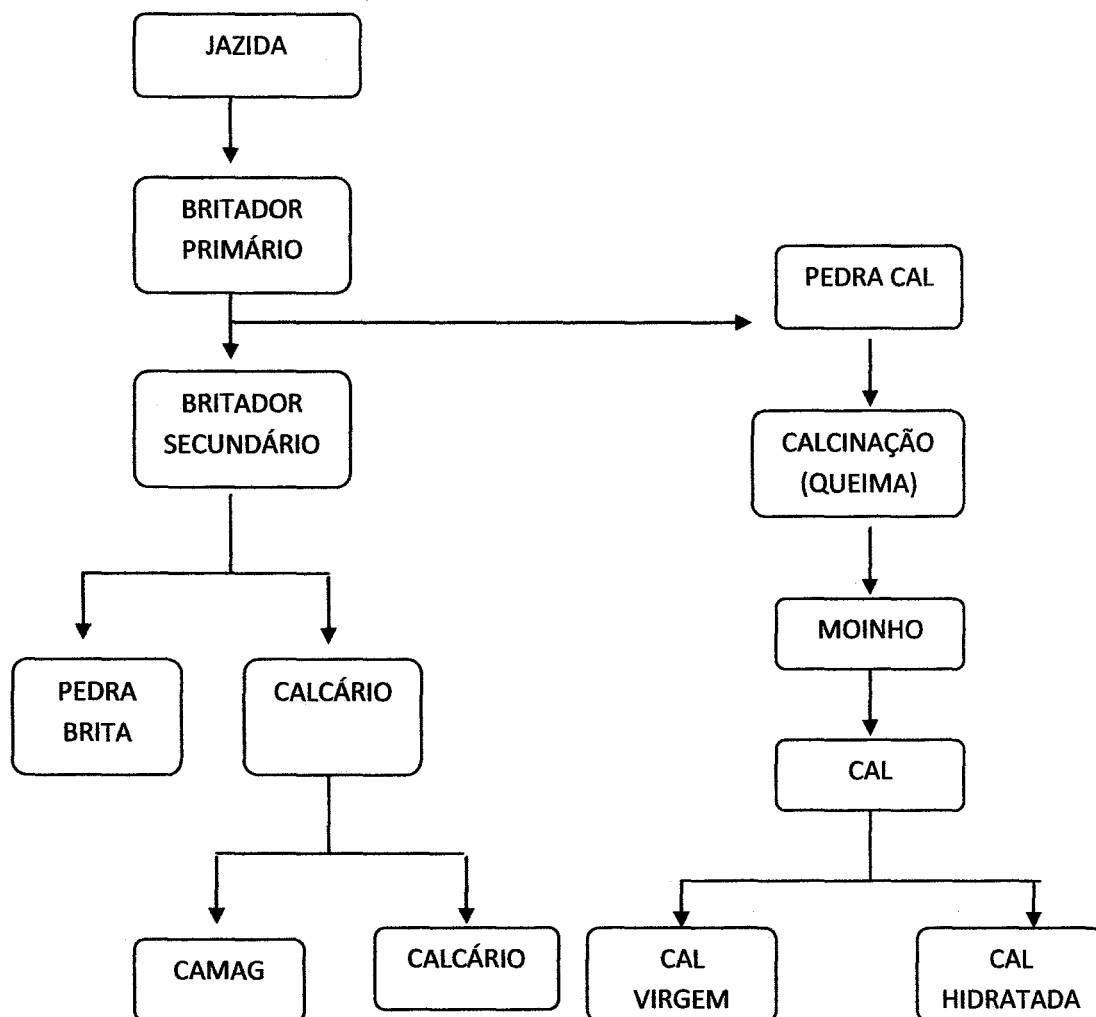 JAZIDA
BRITADOR
PRIMÁRIO
PEDRA CAL
BRITADOR
SECUNDÁRIO
CALCINAÇÃO
(QUEIMA)
MOINHO
PEDRA
BRITA
CALCÁRIO
CAL
CAMAG
CALCÁRIO
CAL
VIRGEM
CAL
HIDRATADA